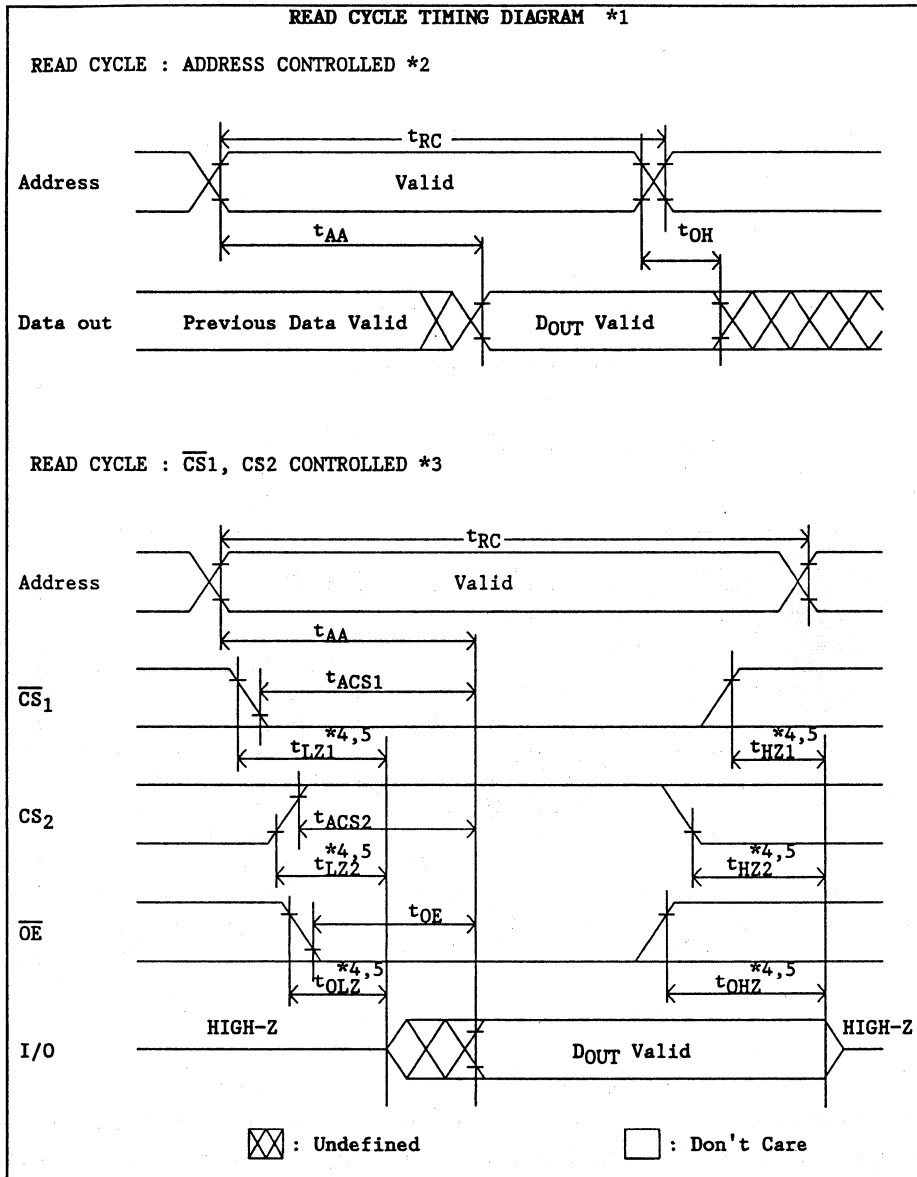 READ CYCLE TIMING DIAGRAM *1
READ CYCLE : ADDRESS CONTROLLED *2
tRC
Address
Valid
tAA
tOH
Data out
Previous Data Valid
DOUT Valid
READ CYCLE : C̅S̅1, CS2 CONTROLLED *3
tRC
Address
Valid
tAA
C̅S̅1
tACS1
tLZ1 *4,5
tHZ1 *4,5
CS2
tACS2
tLZ2 *4,5
tHZ2 *4,5
O̅E̅
tOE
tOLZ *4,5
tOHZ *4,5
HIGH-Z
HIGH-Z
I/O
DOUT Valid
: Undefined
: Don't Care